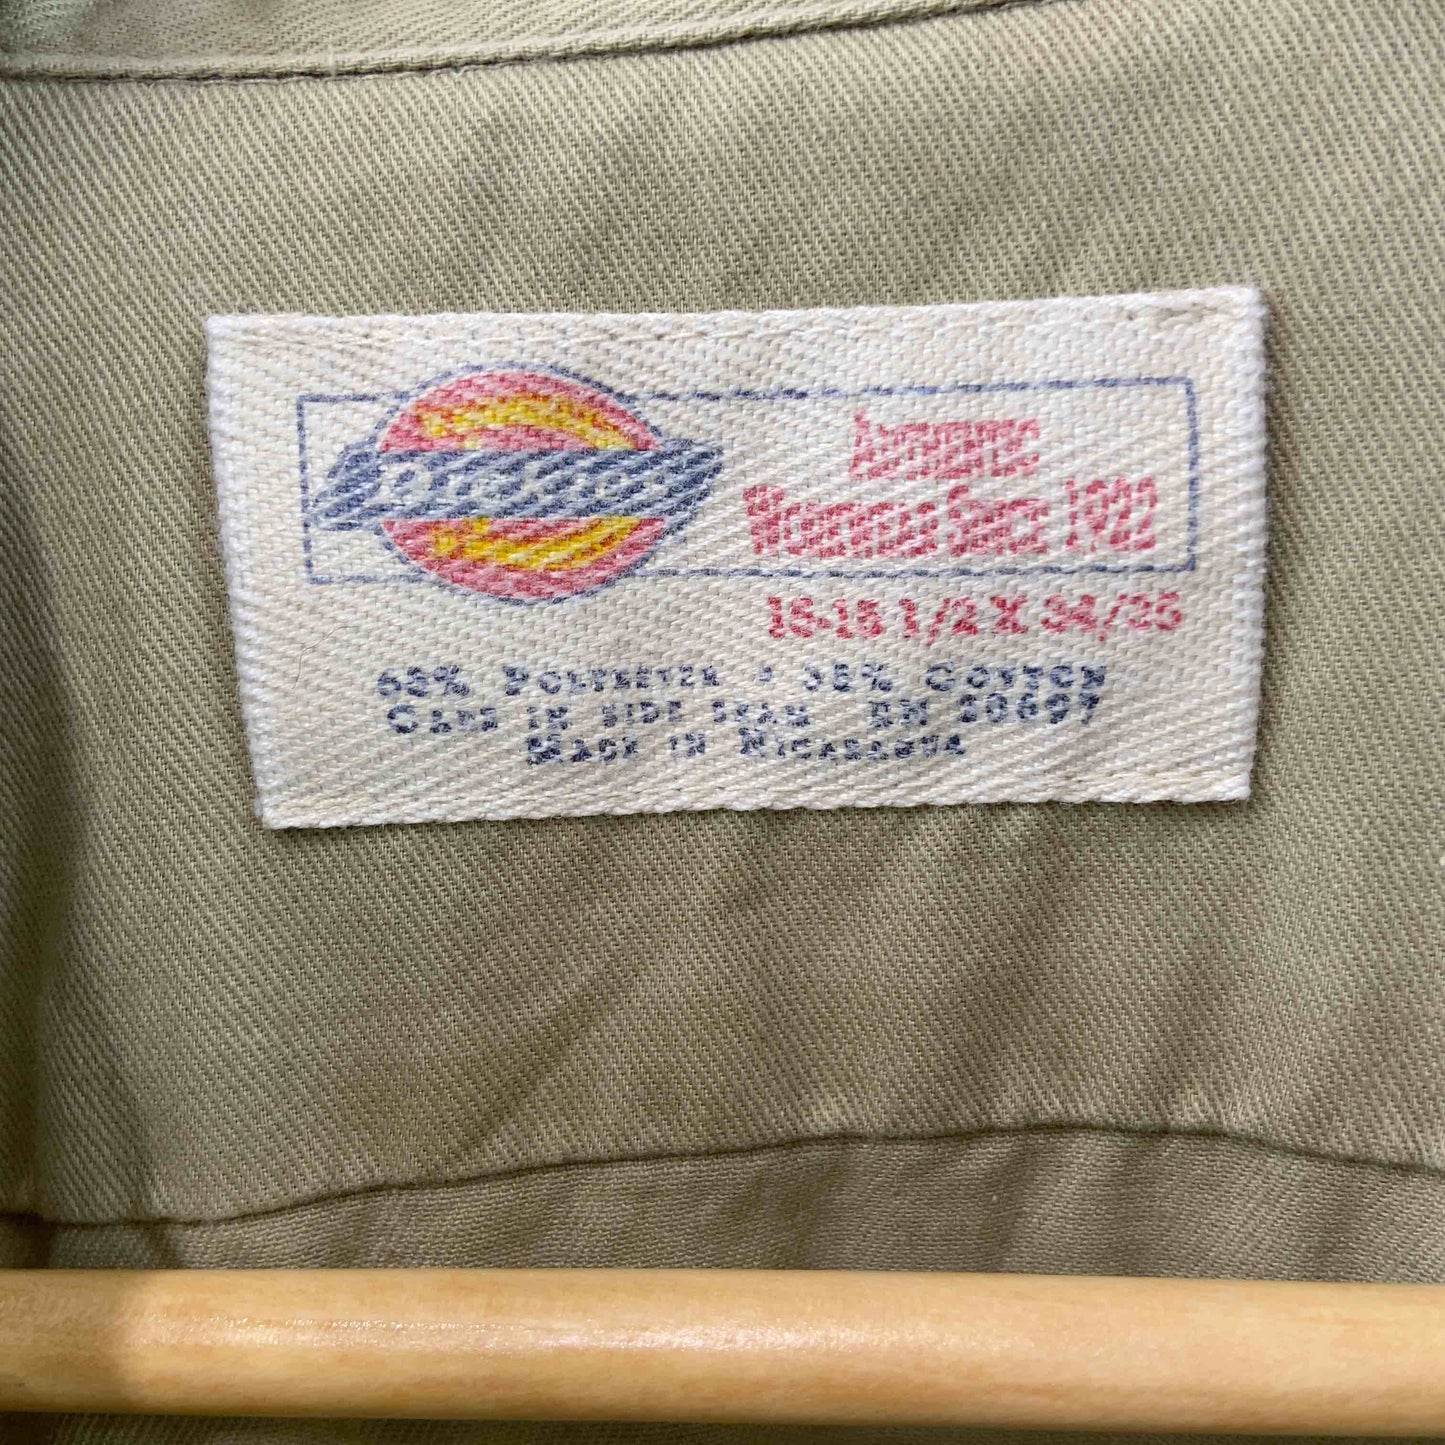 Dickies
AUTHENTIC
WORKWEAR SINCE 1922
15-15 1/2 X 34/35
65% POLYESTER • 35% COTTON
CARE IN SIDE SEAM RN 20697
MADE IN NICARAGUA